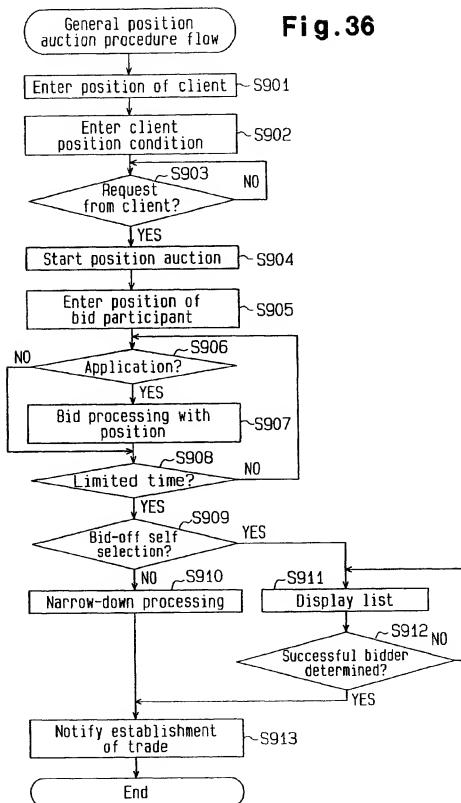 General position
auction procedure flow
Fig.36
Enter position of client
S901
Enter client
position condition
S902
S903
NO
Request
from client?
YES
Start position auction
S904
Enter position of
bid participant
S905
S906
NO
Application?
YES
Bid processing with
position
S907
S908
NO
Limited time?
YES
S909
Bid-off self
selection?
YES
NO
S910
Narrow-down processing
S911
Display list
S912
NO
Successful bidder
determined?
YES
Notify establishment
of trade
S913
End